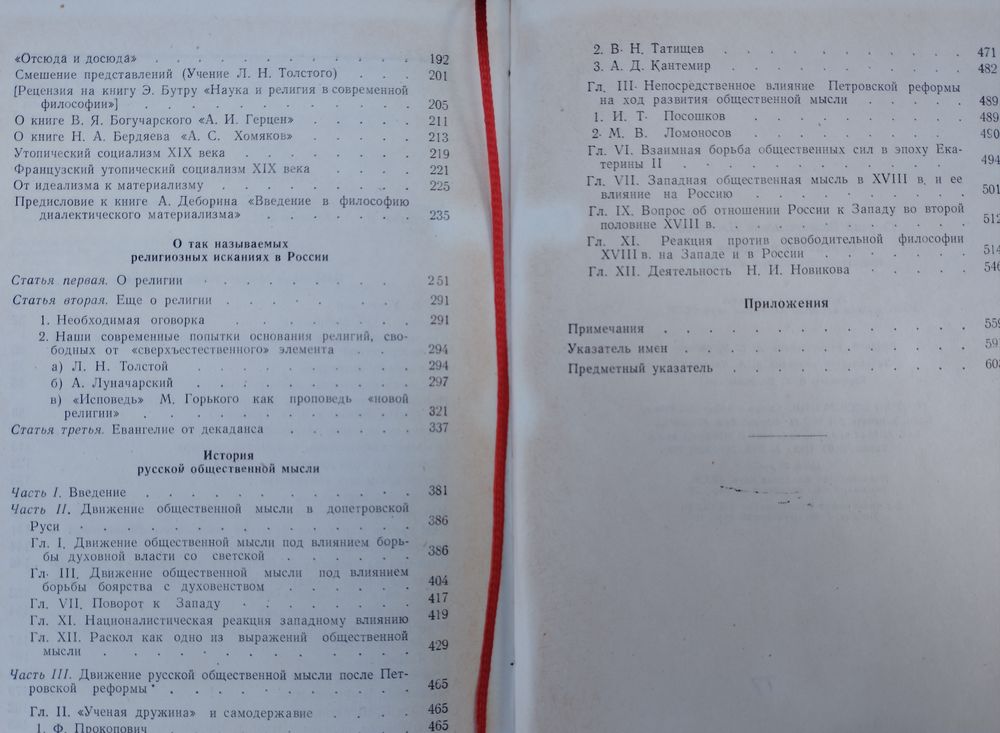 «Отсюда и досюда» . . . . . . . . . . . 192
Смешение представлений (Учение Л. Н. Толстого) . . . 201
[Рецензия на книгу Э. Бутру «Наука и религия в современной
философии»] . . . . . . . . . . . 205
О книге В. Я. Богучарского «А. И. Герцен» . . . . 211
О книге Н. А. Бердяева «А. С. Хомяков» . . . . 213
Утопический социализм XIX века . . . . . . . 219
Французский утопический социализм XIX века . . . . 221
От идеализма к материализму . . . . . . . . 225
Предисловие к книге А. Деборина «Введение в философию
диалектического материализма» . . . . . . 235
О так называемых
религиозных исканиях в России
Статья первая. О религии . . . . . . . . 251
Статья вторая. Еще о религии . . . . . . . 291
1. Необходимая оговорка . . . . . . . 291
2. Наши современные попытки основания религий, сво-
бодных от «сверхъестественного» элемента . . 294
а) Л. Н. Толстой . . . . . . . . 294
б) А. Луначарский . . . . . . . . 297
в) «Исповедь» М. Горького как проповедь «новой
религии» . . . . . . . . . . 321
Статья третья. Евангелие от декаданса . . . . . 337
История
русской общественной мысли
Часть I. Введение . . . . . . . . . . . 381
Часть II. Движение общественной мысли в допетровской
Руси . . . . . . . . . . . . . 386
Гл. I. Движение общественной мысли под влиянием борь-
бы духовной власти со светской . . . . . . 386
Гл. III. Движение общественной мысли под влиянием
борьбы боярства с духовенством . . . . . 404
Гл. VII. Поворот к Западу . . . . . . . 417
Гл. XI. Националистическая реакция западному влиянию 419
Гл. XII. Раскол как одно из выражений общественной
мысли . . . . . . . . . . . . 429
Часть III. Движение русской общественной мысли после Пет-
ровской реформы . . . . . . . . . . 465
Гл. II. «Ученая дружина» и самодержавие . . . . 465
1. Ф. Прокопович . . . . . . . . . 465
2. В. Н. Татищев . . . . . . . . . . 471
3. А. Д. Кантемир . . . . . . . . . 482
Гл. III. Непосредственное влияние Петровской реформы
на ход развития общественной мысли . . . . . 489
1. И. Т. Посошков . . . . . . . . . 489
2. М. В. Ломоносов . . . . . . . . . 490
Гл. VI. Взаимная борьба общественных сил в эпоху Ека-
терины II . . . . . . . . . . . 494
Гл. VII. Западная общественная мысль в XVIII в. и ее
влияние на Россию . . . . . . . . . 501
Гл. IX. Вопрос об отношении России к Западу во второй
половине XVIII в. . . . . . . . . . 512
Гл. XI. Реакция против освободительной философии
XVIII в. на Западе и в России . . . . . . 514
Гл. XII. Деятельность Н. И. Новикова . . . . . 546
Приложения
Примечания . . . . . . . . . . . . . 559
Указатель имен . . . . . . . . . . . . 59
Предметный указатель . . . . . . . . . . 603